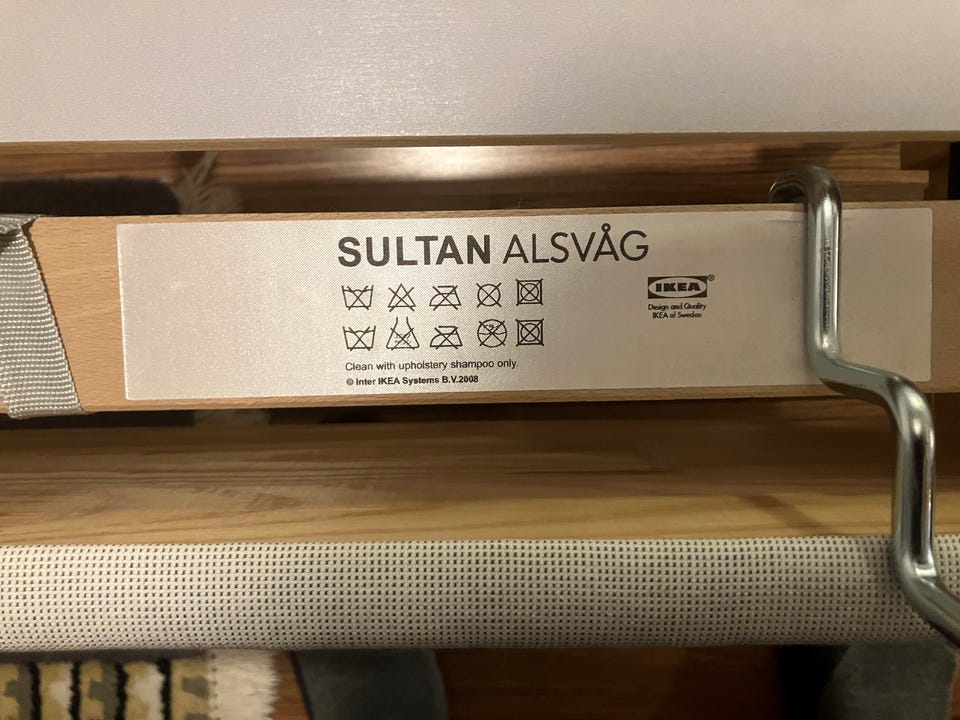 SULTAN ALSVÅG
IKEA®
Design and Quality
IKEA of Sweden
Clean with upholstery shampoo only.
© Inter IKEA Systems B.V.2008